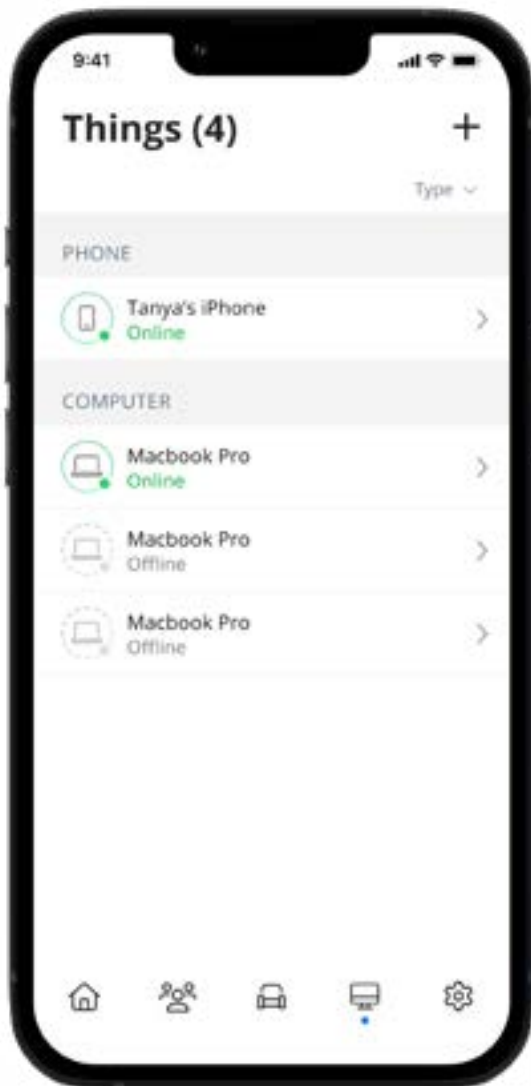 9:41
Things (4)
Type
PHONE
Tanya's iPhone
Online
COMPUTER
Macbook Pro
Online
Macbook Pro
Offline
Macbook Pro
Offline